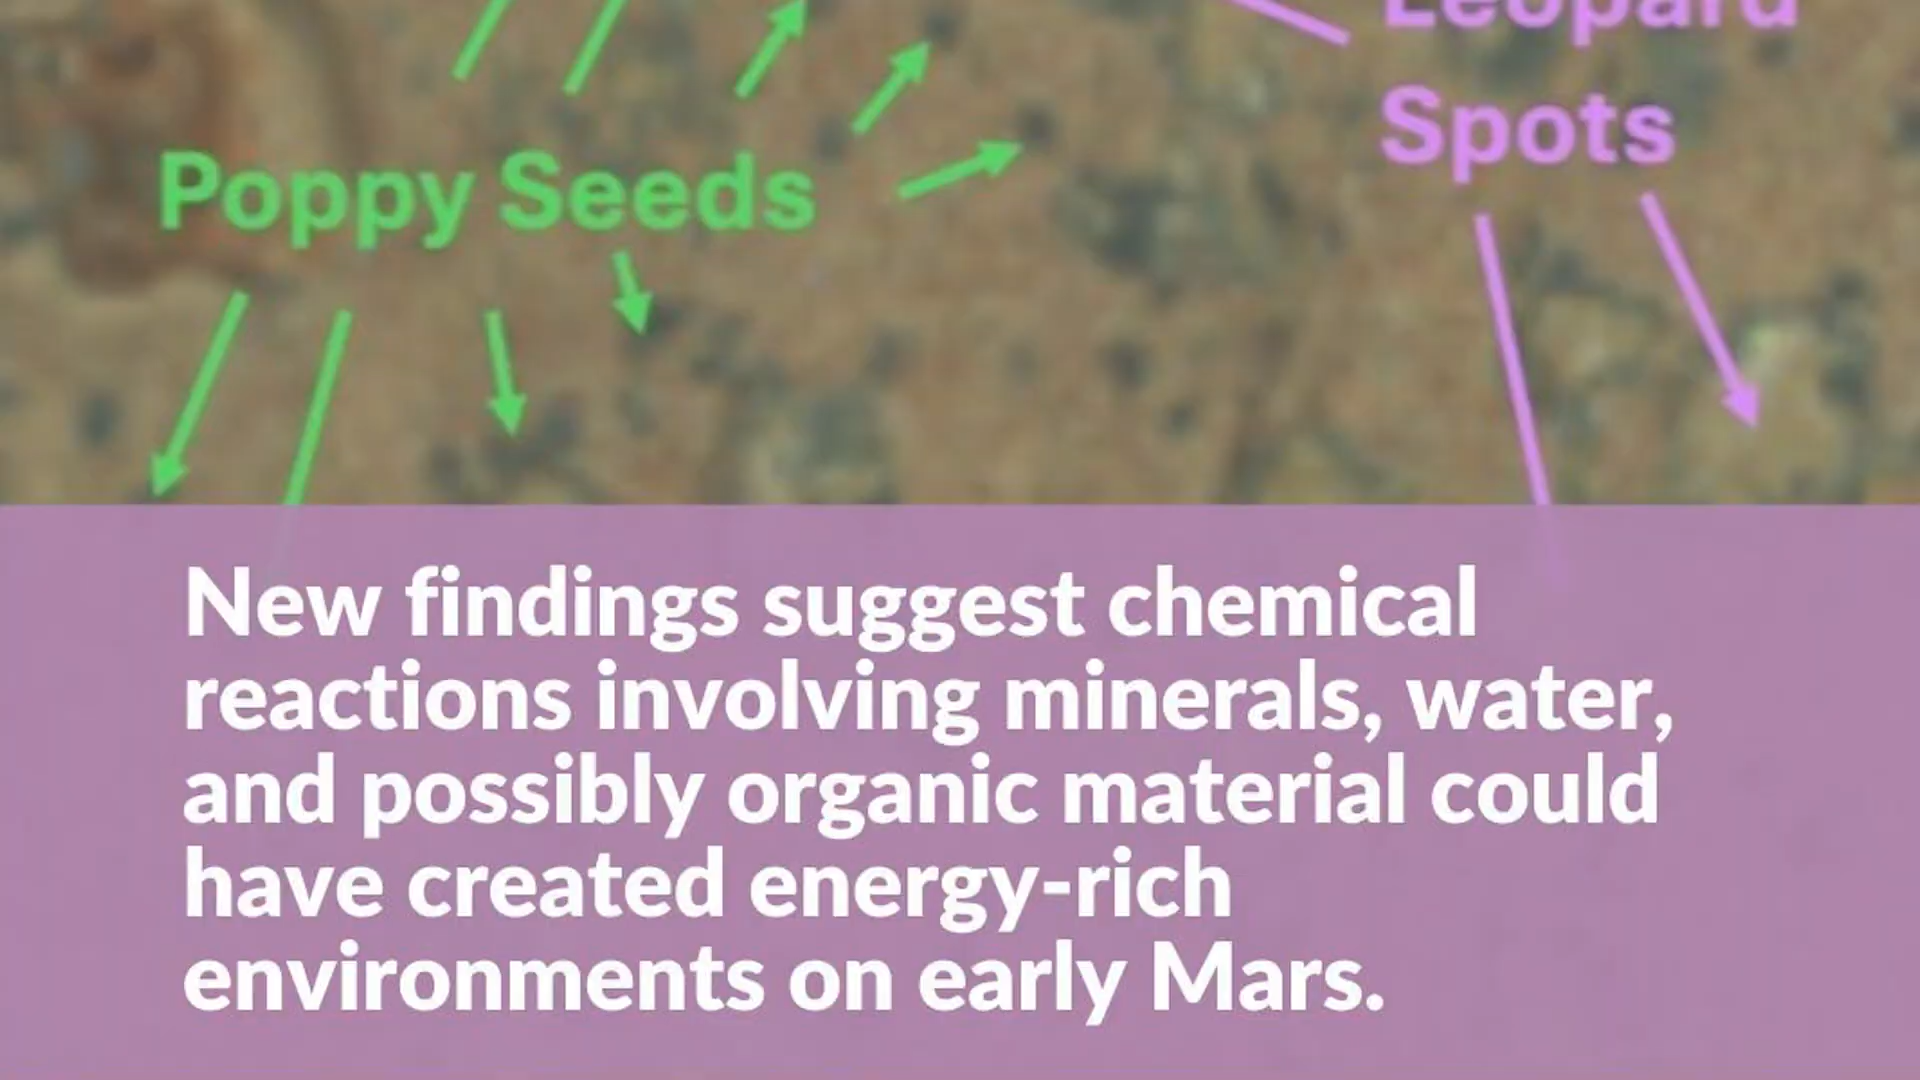 Leopard
Spots
Poppy Seeds
New findings suggest chemical
reactions involving minerals, water,
and possibly organic material could
have created energy-rich
environments on early Mars.